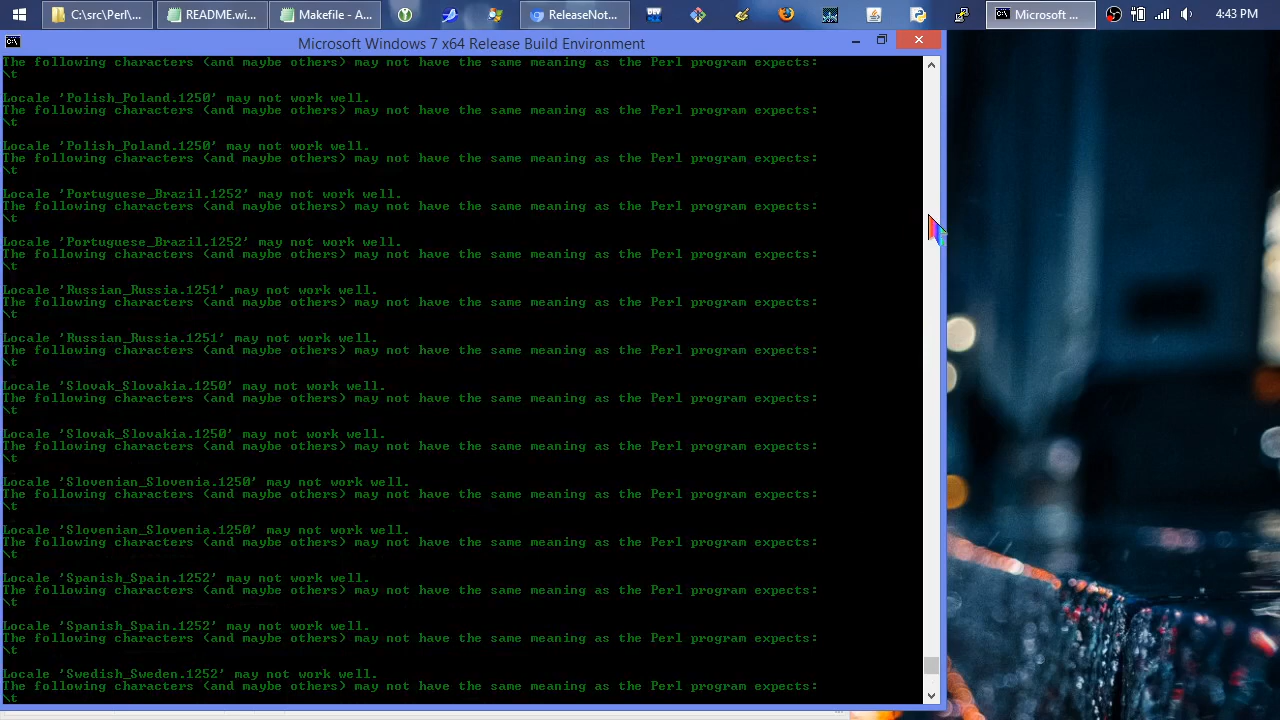 C:\src\Perl\...
README.wi...
Makefile - A...
ReleaseNot...
Microsoft ...
4:43 PM
Microsoft Windows 7 x64 Release Build Environment
The following characters (and maybe others) may not have the same meaning as the Perl program expects:
\t
Locale 'Polish_Poland.1250' may not work well.
The following characters (and maybe others) may not have the same meaning as the Perl program expects:
\t
Locale 'Polish_Poland.1250' may not work well.
The following characters (and maybe others) may not have the same meaning as the Perl program expects:
\t
Locale 'Portuguese_Brazil.1252' may not work well.
The following characters (and maybe others) may not have the same meaning as the Perl program expects:
\t
Locale 'Portuguese_Brazil.1252' may not work well.
The following characters (and maybe others) may not have the same meaning as the Perl program expects:
\t
Locale 'Russian_Russia.1251' may not work well.
The following characters (and maybe others) may not have the same meaning as the Perl program expects:
\t
Locale 'Russian_Russia.1251' may not work well.
The following characters (and maybe others) may not have the same meaning as the Perl program expects:
\t
Locale 'Slovak_Slovakia.1250' may not work well.
The following characters (and maybe others) may not have the same meaning as the Perl program expects:
\t
Locale 'Slovak_Slovakia.1250' may not work well.
The following characters (and maybe others) may not have the same meaning as the Perl program expects:
\t
Locale 'Slovenian_Slovenia.1250' may not work well.
The following characters (and maybe others) may not have the same meaning as the Perl program expects:
\t
Locale 'Slovenian_Slovenia.1250' may not work well.
The following characters (and maybe others) may not have the same meaning as the Perl program expects:
\t
Locale 'Spanish_Spain.1252' may not work well.
The following characters (and maybe others) may not have the same meaning as the Perl program expects:
\t
Locale 'Spanish_Spain.1252' may not work well.
The following characters (and maybe others) may not have the same meaning as the Perl program expects:
\t
Locale 'Swedish_Sweden.1252' may not work well.
The following characters (and maybe others) may not have the same meaning as the Perl program expects:
\t